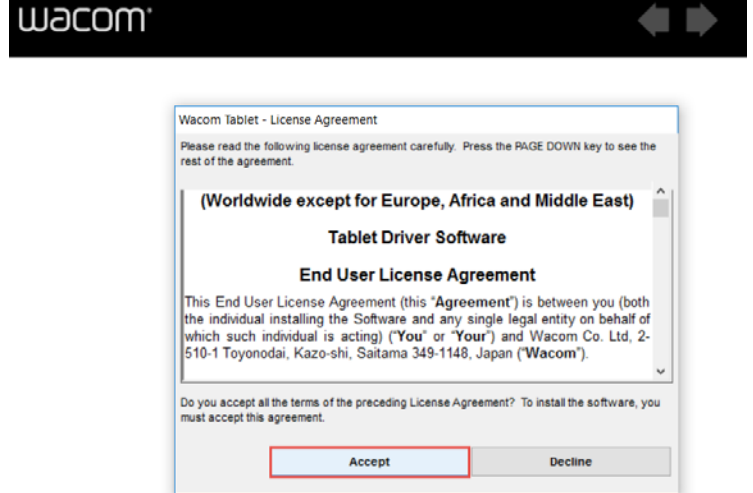 wacom
Wacom Tablet - License Agreement
Please read the following license agreement carefully. Press the PAGE DOWN key to see the
rest of the agreement.
(Worldwide except for Europe, Africa and Middle East)
Tablet Driver Software
End User License Agreement
This End User License Agreement (this “Agreement”) is between you (both
the individual installing the Software and any single legal entity on behalf of
which such individual is acting) (“You” or “Your”) and Wacom Co. Ltd, 2-
510-1 Toyonodai, Kazo-shi, Saitama 349-1148, Japan (“Wacom”).
Do you accept all the terms of the preceding License Agreement? To install the software, you
must accept this agreement.
Accept
Decline